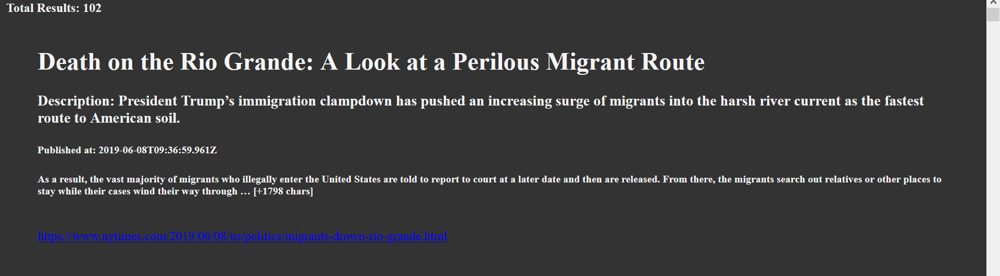 Total Results: 102
Death on the Rio Grande: A Look at a Perilous Migrant Route
Description: President Trump’s immigration clampdown has pushed an increasing surge of migrants into the harsh river current as the fastest
route to American soil.
Published at: 2019-06-08T09:36:59.961Z
As a result, the vast majority of migrants who illegally enter the United States are told to report to court at a later date and then are released. From there, the migrants search out relatives or other places to
stay while their cases wind their way through … [+1798 chars]
https://www.nytimes.com/2019/06/08/us/politics/migrants-drown-rio-grande.html